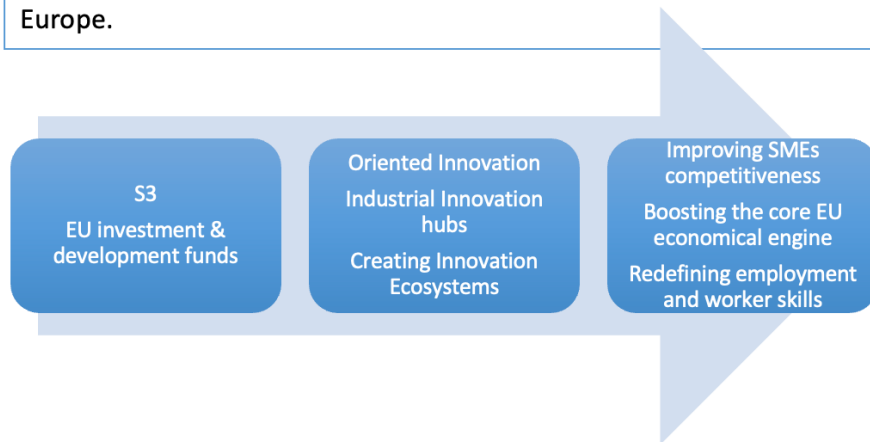 Europe.
S3
EU investment &
development funds
Oriented Innovation
Industrial Innovation
hubs
Creating Innovation
Ecosystems
Improving SMEs
competitiveness
Boosting the core EU
economical engine
Redefining employment
and worker skills